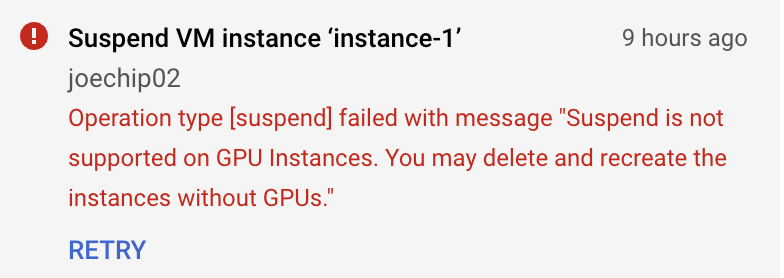 Suspend VM instance ‘instance-1’ 9 hours ago
joechip02
Operation type [suspend] failed with message "Suspend is not
supported on GPU Instances. You may delete and recreate the
instances without GPUs."
RETRY